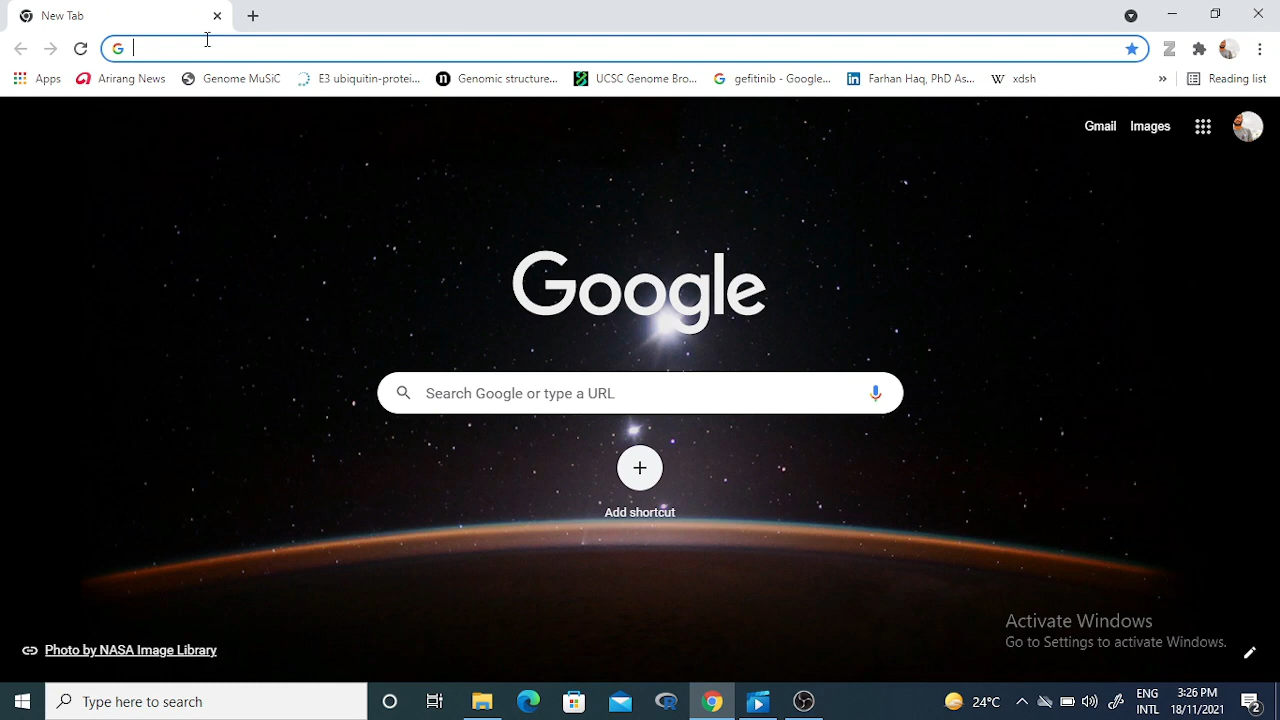 New Tab
Apps Arirang News Genome MuSiC E3 ubiquitin-protei... Genomic structure... UCSC Genome Bro... gefitinib - Google... Farhan Haq, PhD As... xdsh » Reading list
Gmail Images
Google
Search Google or type a URL
Add shortcut
Activate Windows
Go to Settings to activate Windows.
Photo by NASA Image Library
Type here to search
24°C
ENG
INTL
3:26 PM
18/11/2021
2